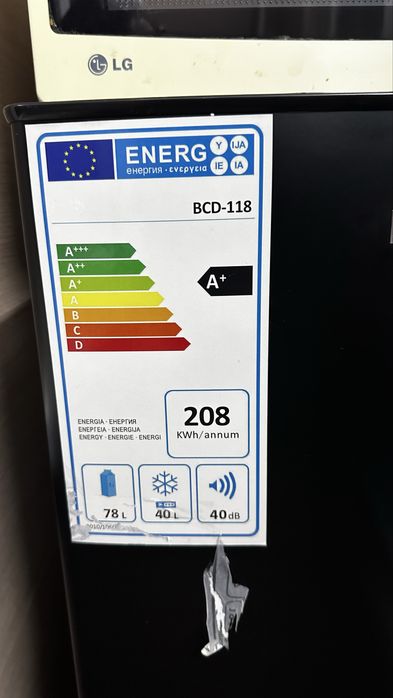 LG
ENERG
Y IJA
IE IA
енергия · ενεργεια
BCD-118
A+++
A++
A+
A
B
C
D
A+
ENERGIA · ЕНЕРГИЯ
ΕΝΕΡΓΕΙΑ · ENERGIJA
ENERGY · ENERGIE · ENERGI
208
KWh/annum
78 L
40 L
40 dB